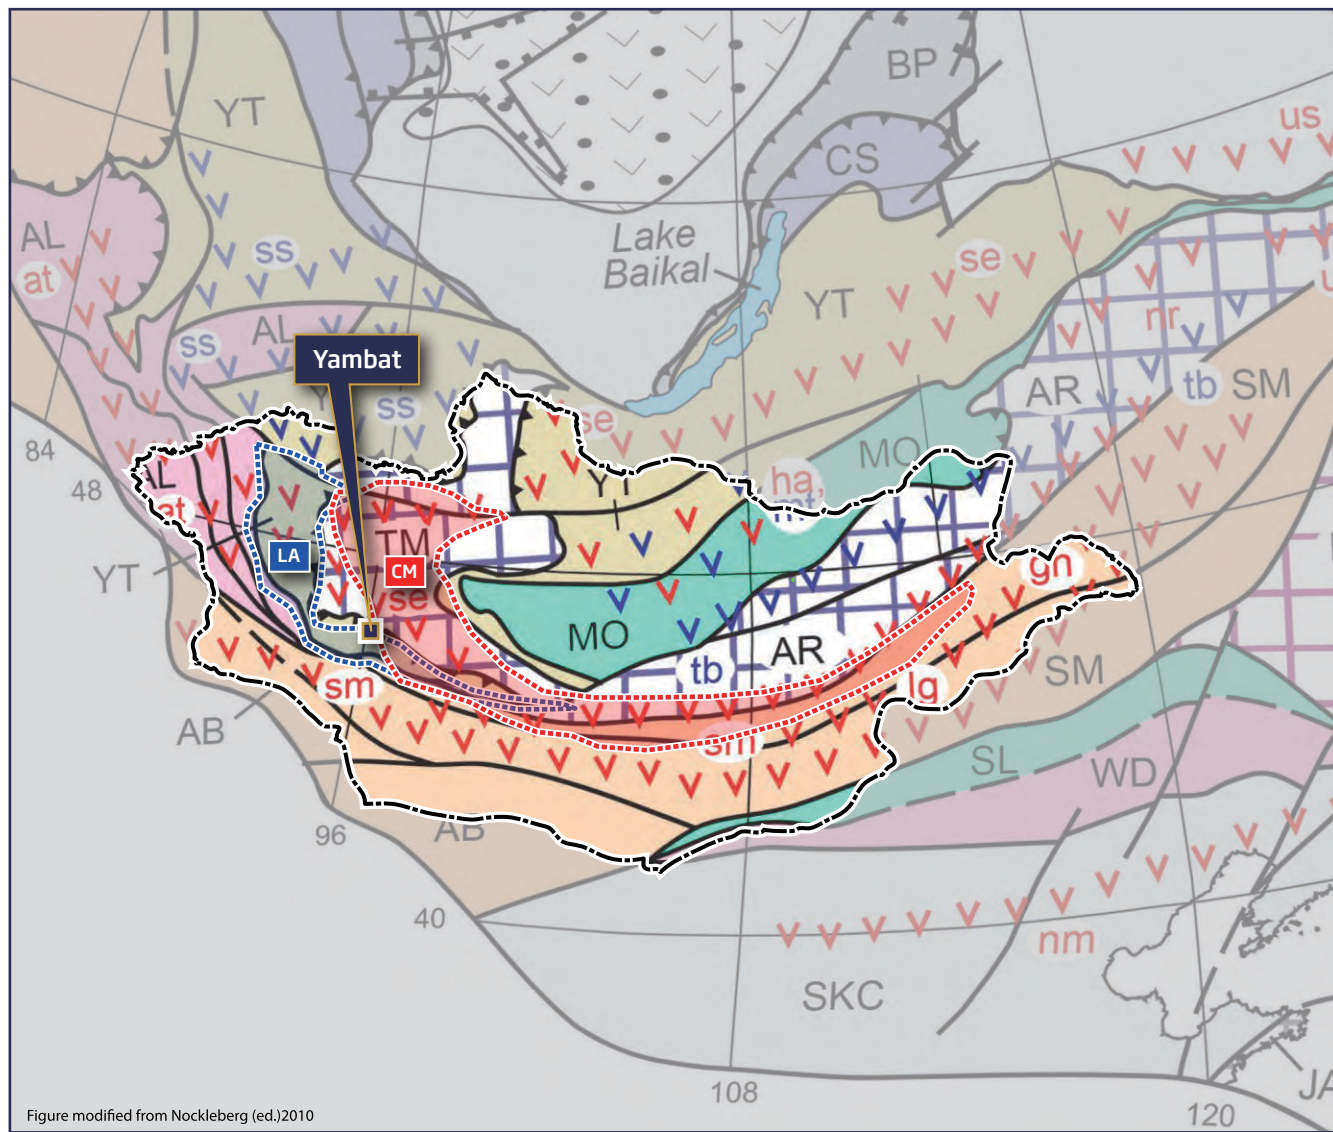 BP
YT
us
CS
Lake
Baikal
AL
ss
se
at
YT
nr
AL
ss
Yambat
AR
tb
SM
ss
se
MO
84
48
YT
ha,
mt
AL
at
TM
LA
CM
YT
se
gn
MO
AR
tb
SM
sm
lg
AB
sm
SL
WD
96
AB
40
nm
SKC
108
120
JA
Figure modified from Nockleberg (ed.)2010